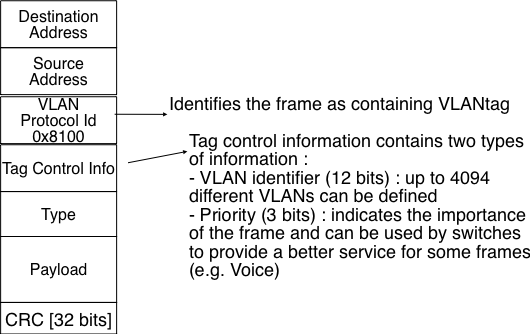 Destination
Address
Source
Address
VLAN
Protocol Id
0x8100
Identifies the frame as containing VLANtag
Tag Control Info
Tag control information contains two types
of information :
- VLAN identifier (12 bits) : up to 4094
different VLANs can be defined
- Priority (3 bits) : indicates the importance
of the frame and can be used by switches
to provide a better service for some frames
(e.g. Voice)
Type
Payload
CRC [32 bits]